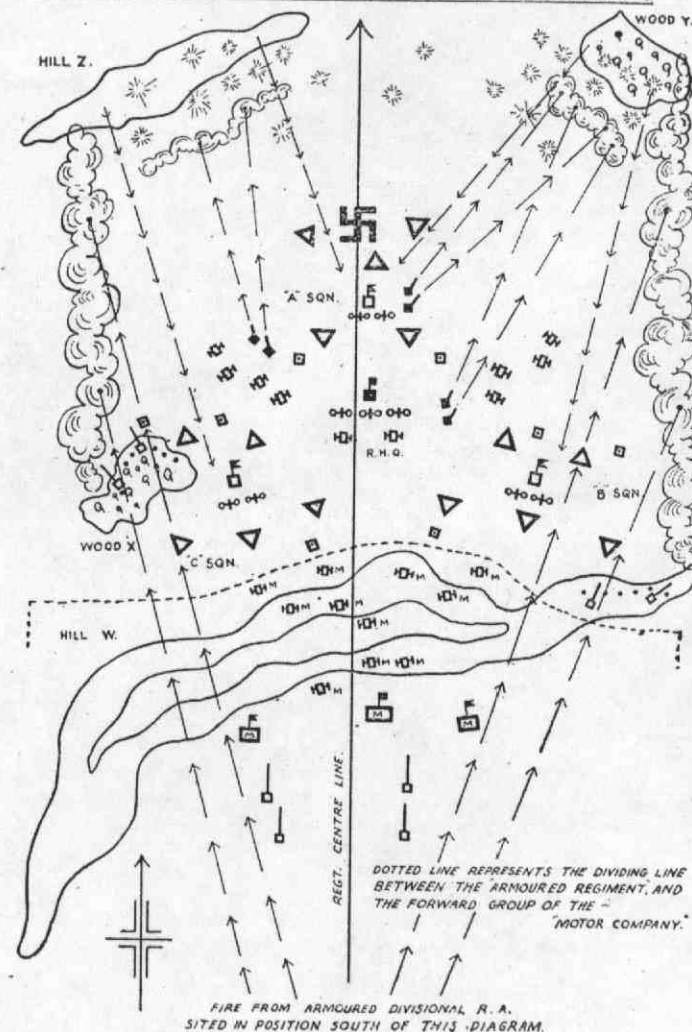 WOOD Y.
HILL Z.
"A" SQN.
R.H.Q.
"B" SQN.
WOOD X
"C" SQN.
M
M
M
M
M
M
HILL W.
M
M
M
M
M
M
M
REGT. CENTRE LINE.
DOTTED LINE REPRESENTS THE DIVIDING LINE
BETWEEN THE ARMOURED REGIMENT, AND
THE FORWARD GROUP OF THE -
"MOTOR COMPANY."
FIRE FROM ARMOURED DIVISIONAL R.A.
SITED IN POSITION SOUTH OF THIS DIAGRAM.